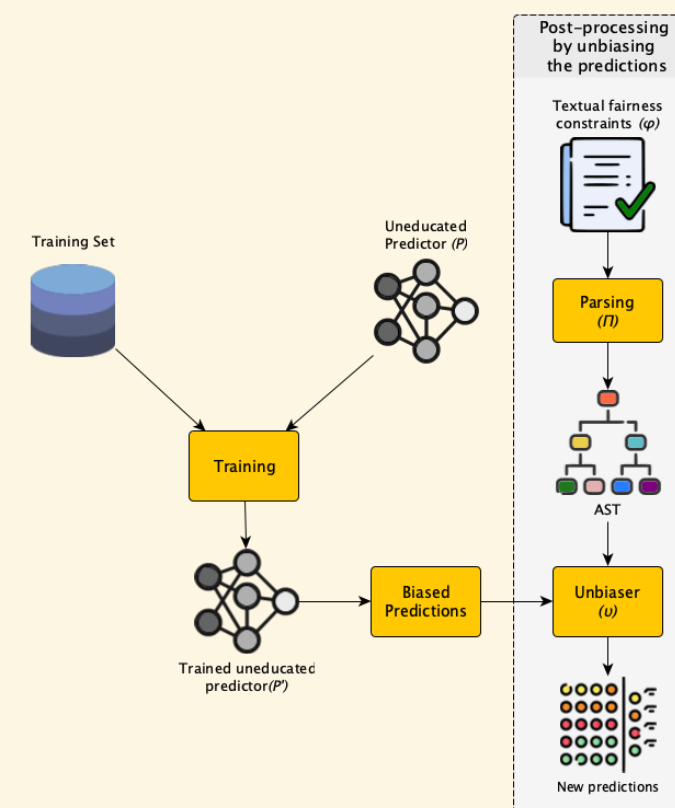 Post-processing
by unbiasing
the predictions
Textual fairness
constraints (φ)
Training Set
Uneducated
Predictor (P)
Parsing
(Π)
Training
AST
Biased
Predictions
Unbiaser
(υ)
Trained uneducated
predictor(P')
New predictions